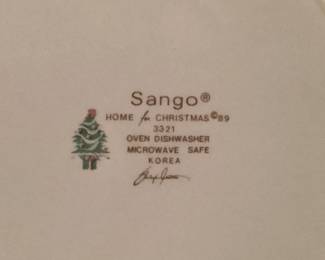 Sango®
HOME for CHRISTMAS ©89
3321
OVEN DISHWASHER
MICROWAVE SAFE
KOREA